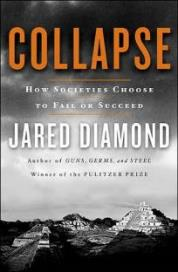 COLLAPSE
HOW SOCIETIES CHOOSE
TO FAIL OR SUCCEED
JARED DIAMOND
Author of GUNS, GERMS, and STEEL
Winner of the PULITZER PRIZE